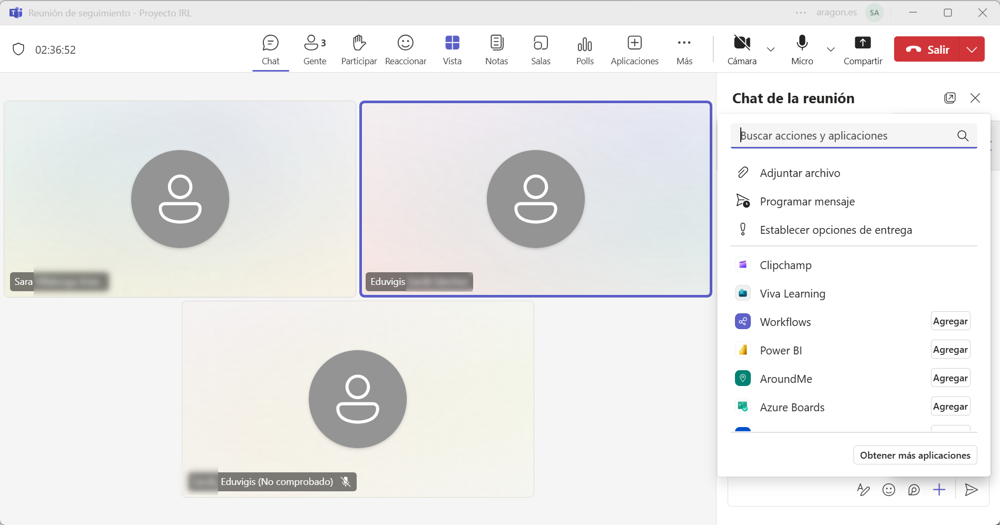 Reunión de seguimiento - Proyecto IRL
aragon.es
SA
02:36:52
Chat
Gente
3
Participar
Reaccionar
Vista
Notas
Salas
Polls
Aplicaciones
Más
Cámara
Micro
Compartir
Salir
Sara
Eduvigis
Eduvigis (No comprobado)
Chat de la reunión
Buscar acciones y aplicaciones
Adjuntar archivo
Programar mensaje
Establecer opciones de entrega
Clipchamp
Viva Learning
Workflows
Agregar
Power BI
Agregar
AroundMe
Agregar
Azure Boards
Agregar
Obtener más aplicaciones